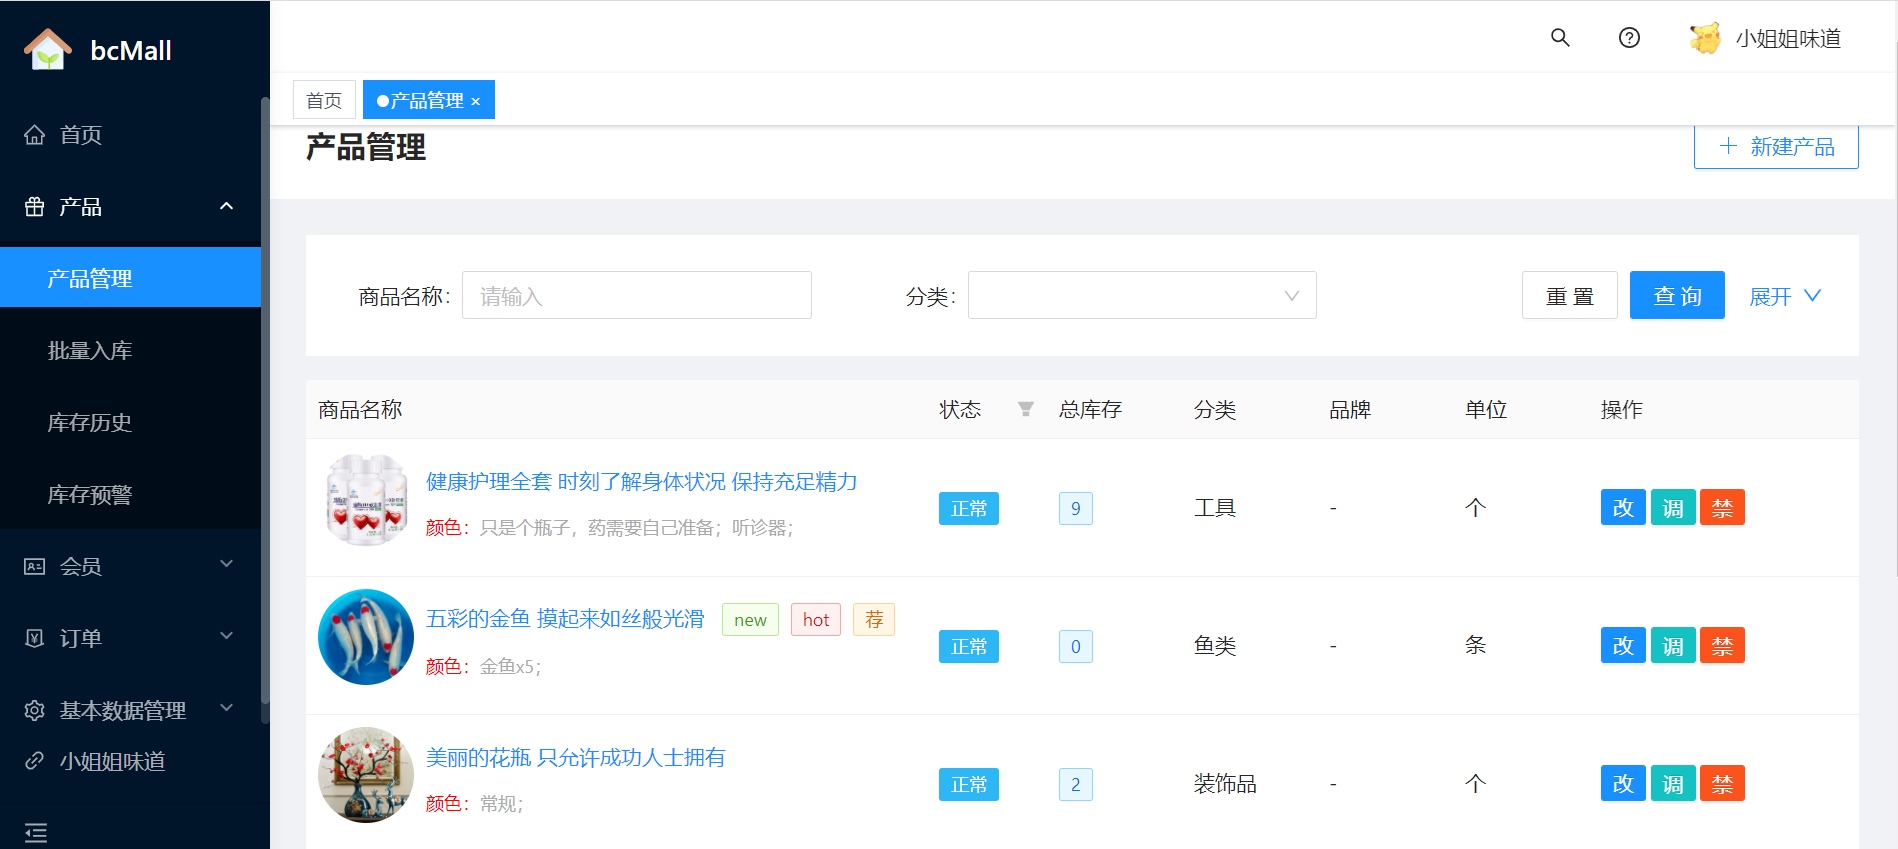 bcMall
首页
产品
产品管理
批量入库
库存历史
库存预警
会员
订单
基本数据管理
小姐姐味道
小姐姐味道
首页
产品管理 ×
产品管理
+ 新建产品
商品名称: 请输入
分类:
重 置
查 询
展开
商品名称 状态 总库存 分类 品牌 单位 操作
健康护理全套 时刻了解身体状况 保持充足精力
颜色：只是个瓶子，药需要自己准备；听诊器；
正常 9 工具 - 个 改 调 禁
五彩的金鱼 摸起来如丝般光滑 new hot 荐
颜色：金鱼x5；
正常 0 鱼类 - 条 改 调 禁
美丽的花瓶 只允许成功人士拥有
颜色：常规；
正常 2 装饰品 - 个 改 调 禁